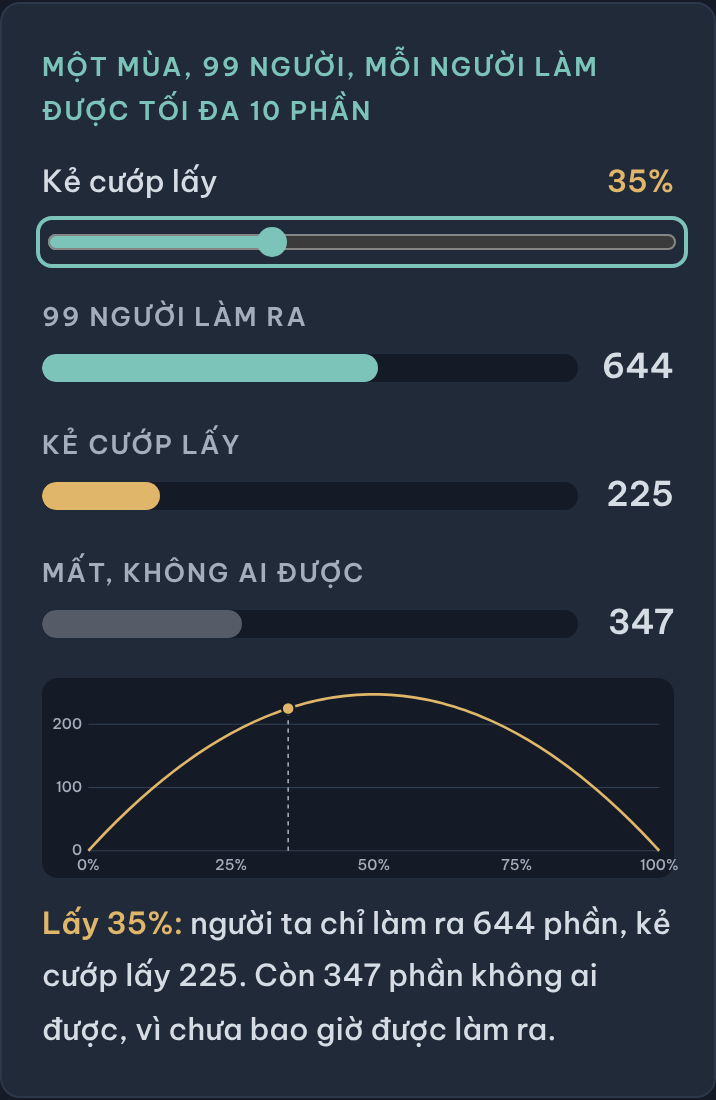 MỘT MÙA, 99 NGƯỜI, MỖI NGƯỜI LÀM
ĐƯỢC TỐI ĐA 10 PHẦN
Kẻ cướp lấy 35%
99 NGƯỜI LÀM RA
644
KẺ CƯỚP LẤY
225
MẤT, KHÔNG AI ĐƯỢC
347
200
100
0
0% 25% 50% 75% 100%
Lấy 35%: người ta chỉ làm ra 644 phần, kẻ
cướp lấy 225. Còn 347 phần không ai
được, vì chưa bao giờ được làm ra.